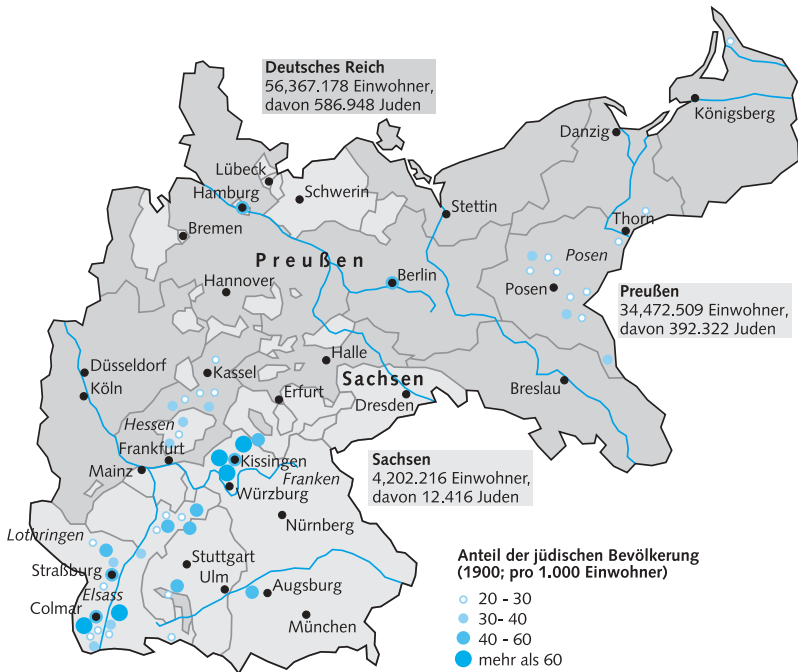 Deutsches Reich
56,367.178 Einwohner,
davon 586.948 Juden
Königsberg
Danzig
Lübeck
Hamburg
Schwerin
Stettin
Bremen
Thorn
Posen
Preußen
Berlin
Hannover
Posen
Preußen
34,472.509 Einwohner,
davon 392.322 Juden
Halle
Düsseldorf
Kassel
Sachsen
Köln
Erfurt
Dresden
Breslau
Hessen
Frankfurt
Mainz
Kissingen
Franken
Würzburg
Sachsen
4,202.216 Einwohner,
davon 12.416 Juden
Nürnberg
Lothringen
Straßburg
Stuttgart
Ulm
Elsass
Augsburg
Colmar
München
Anteil der jüdischen Bevölkerung
(1900; pro 1.000 Einwohner)
20 - 30
30- 40
40 - 60
mehr als 60